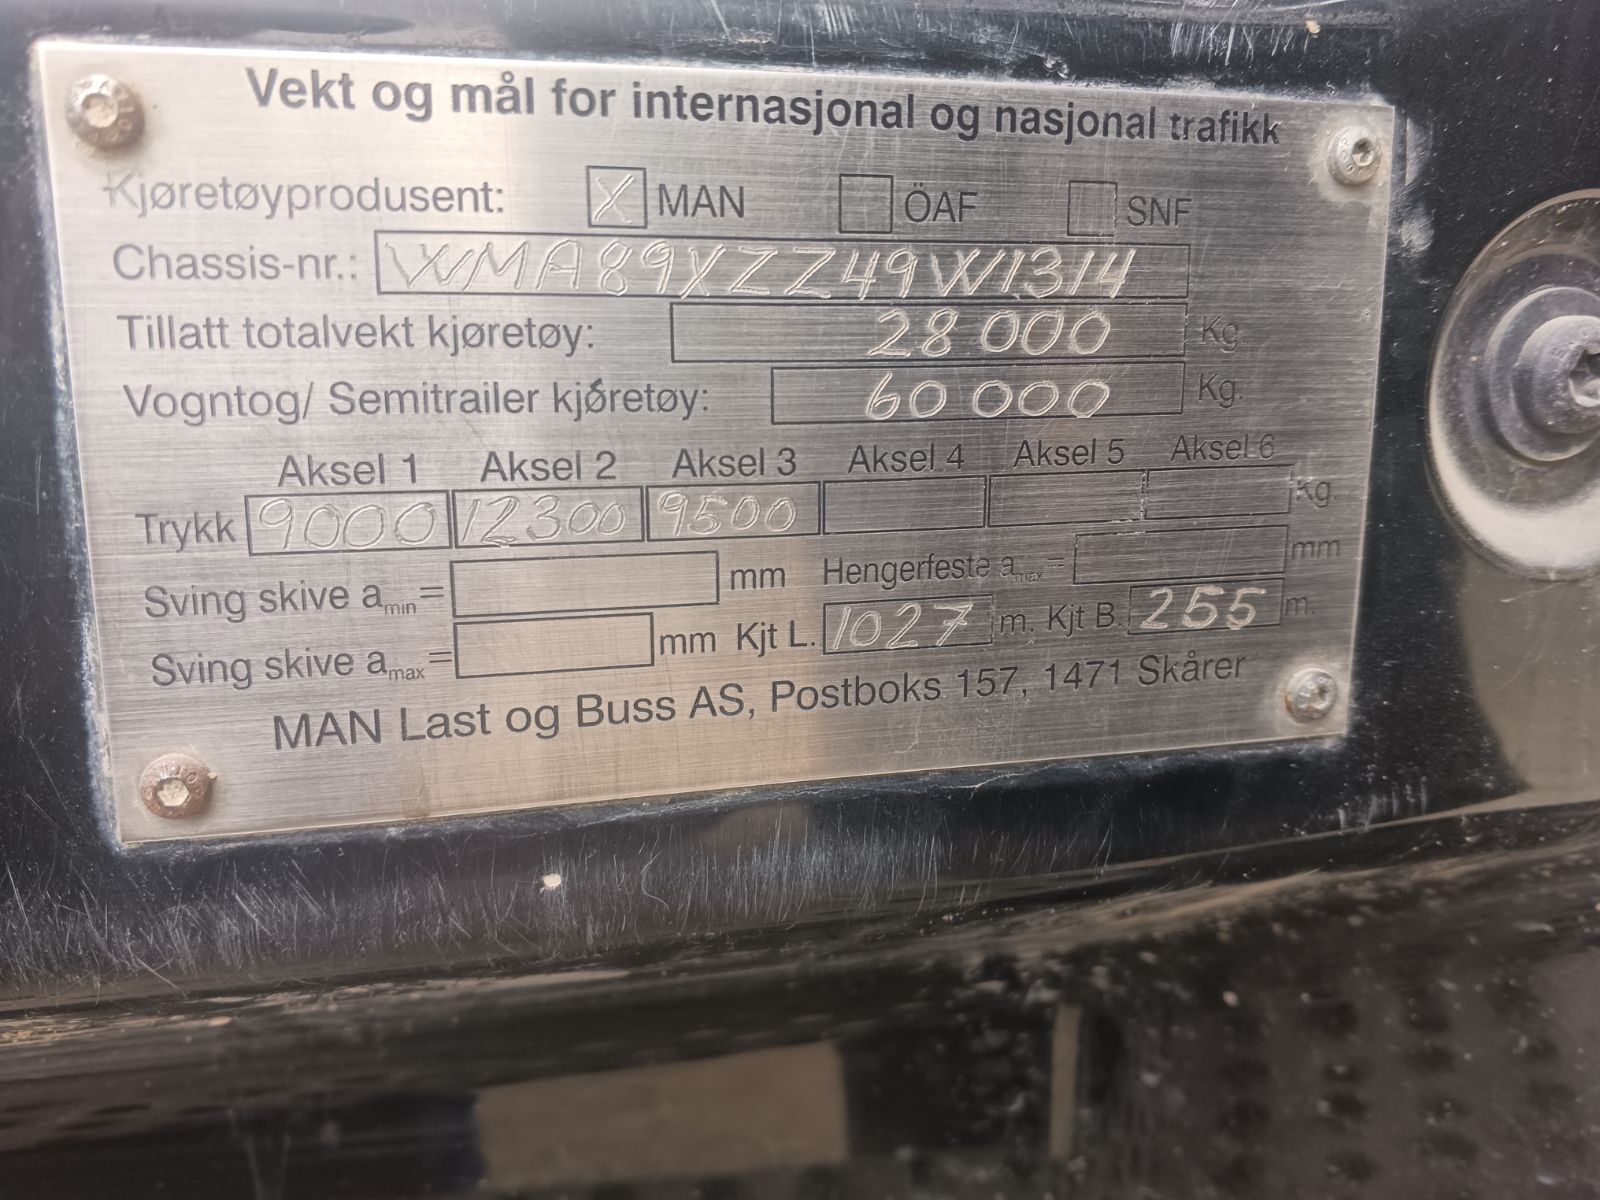 Vekt og mål for internasjonal og nasjonal trafikk
Kjøretøyprodusent: X MAN ÖAF SNF
Chassis-nr.: WMA89XZZ49W131314
Tillatt totalvekt kjøretøy: 28 000 Kg.
Vogntog/ Semitrailer kjøretøy: 60 000 Kg.
Aksel 1 Aksel 2 Aksel 3 Aksel 4 Aksel 5 Aksel 6
Trykk 9000 12300 9500 Kg.
Sving skive amin= mm Hengerfeste amax= mm
Sving skive amax= mm Kjt L. 1027 m. Kjt B. 255 m.
MAN Last og Buss AS, Postboks 157, 1471 Skårer